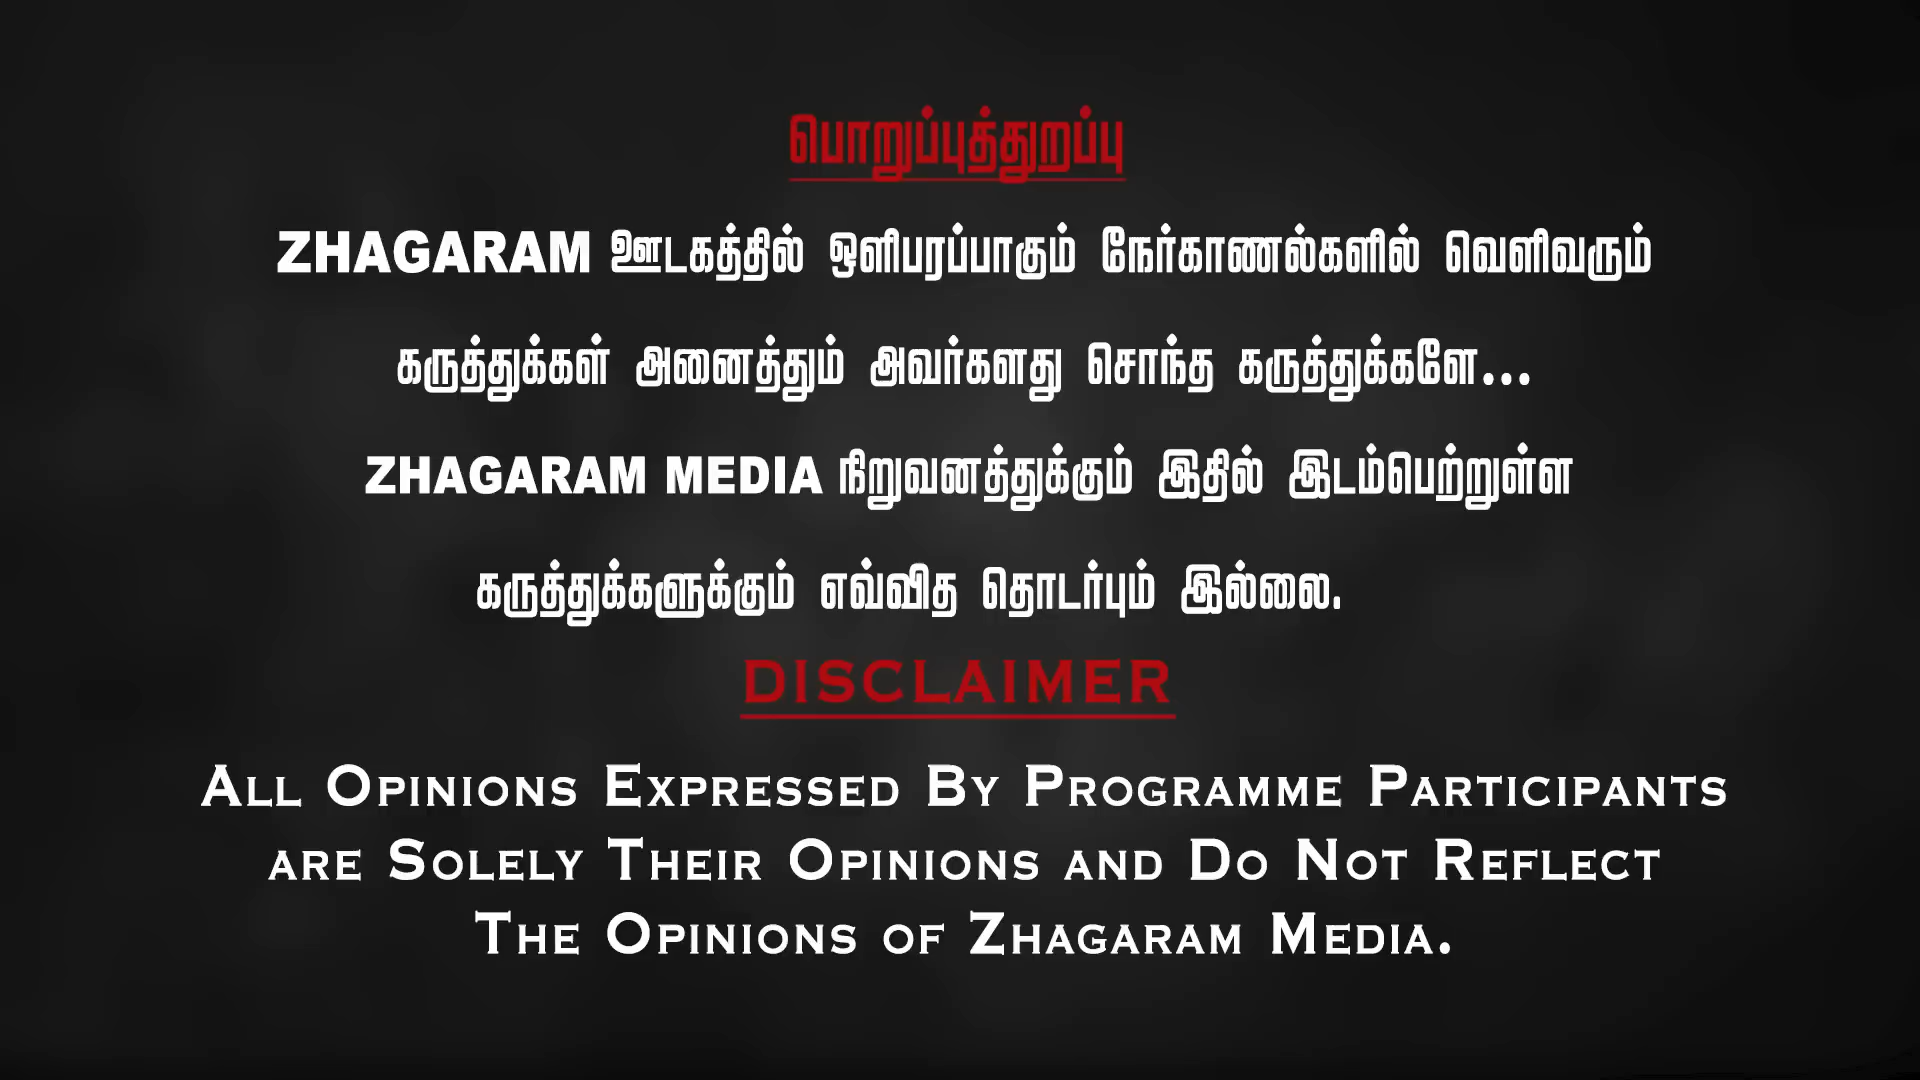 பொறுப்புத்துறப்பு
ZHAGARAM ஊடகத்தில் ஒளிபரப்பாகும் நேர்காணல்களில் வெளிவரும்
கருத்துக்கள் அனைத்தும் அவர்களது சொந்த கருத்துக்களே...
ZHAGARAM MEDIA நிறுவனத்துக்கும் இதில் இடம்பெற்றுள்ள
கருத்துக்களுக்கும் எவ்வித தொடர்பும் இல்லை.
DISCLAIMER
All Opinions Expressed By Programme Participants
are Solely Their Opinions and Do Not Reflect
The Opinions of Zhagaram Media.